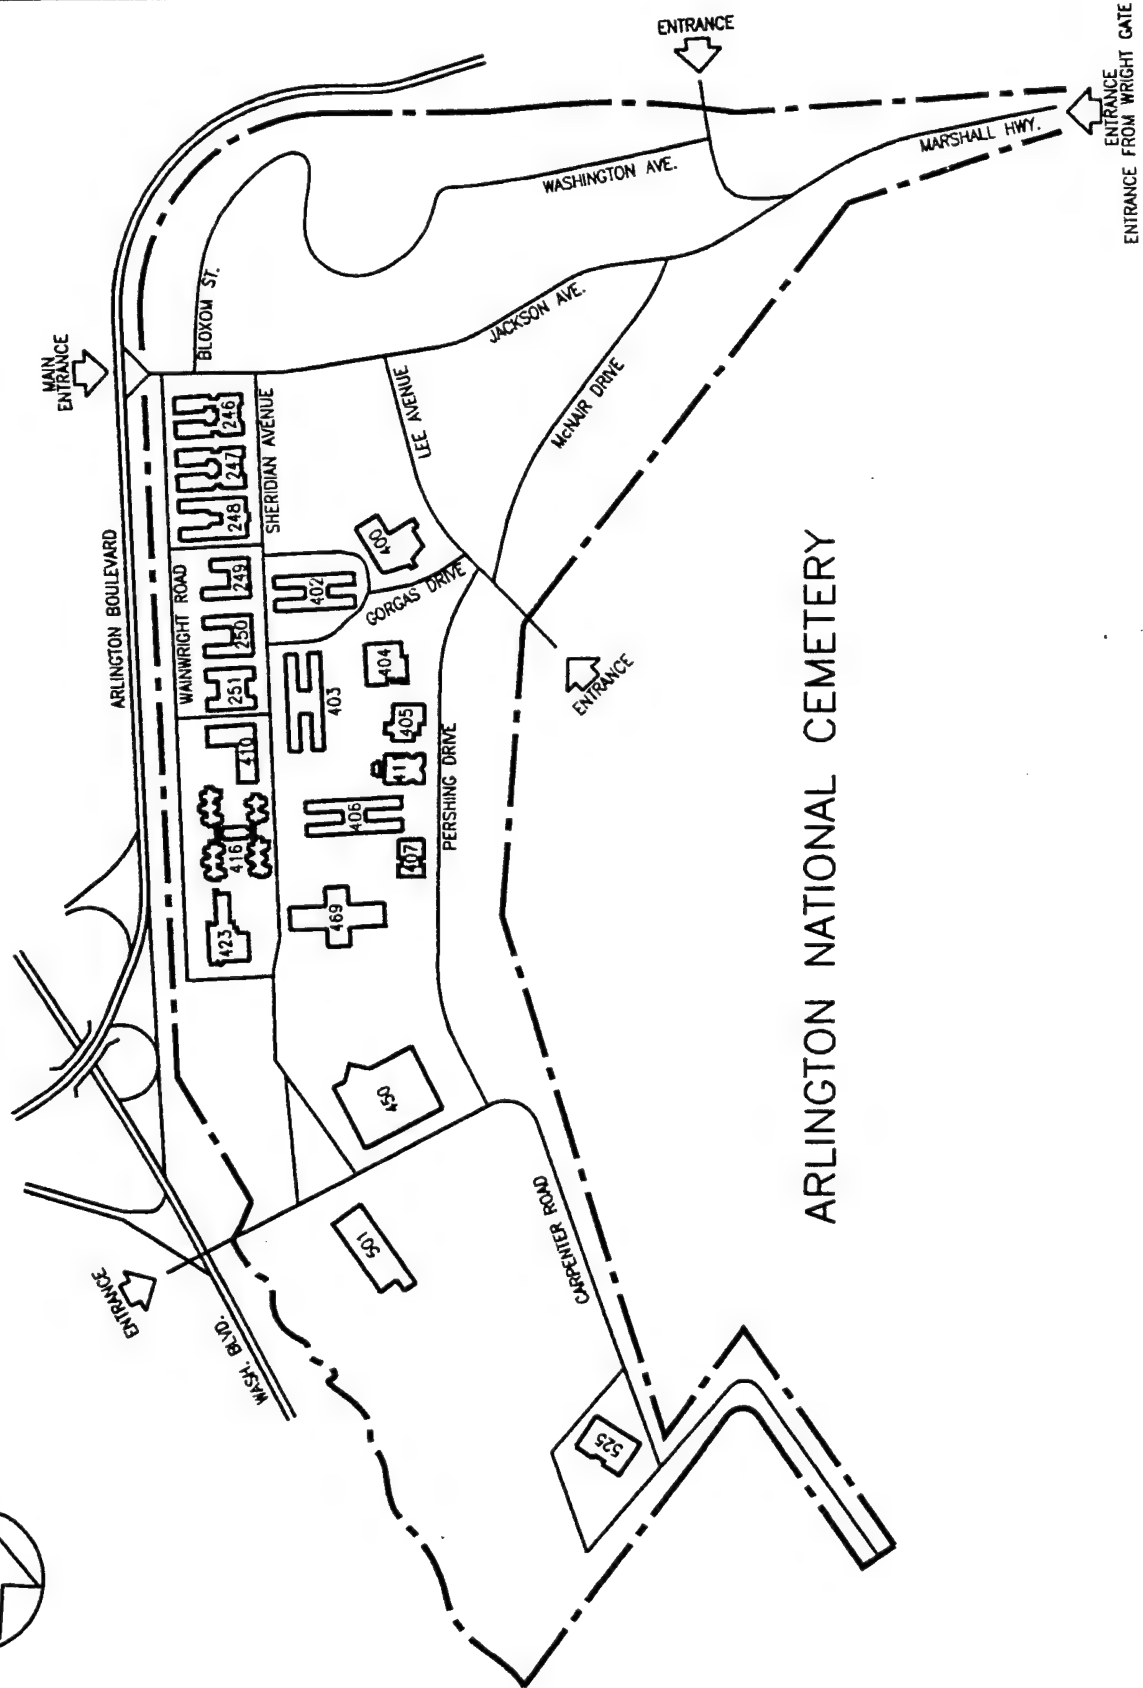 ENTRANCE
MAIN
ENTRANCE
ENTRANCE
ENTRANCE FROM WRIGHT GATE
MARSHALL HWY.
WASHINGTON AVE.
BLOXOM ST.
JACKSON AVE.
McNAIR DRIVE
LEE AVENUE
SHERIDIAN AVENUE
ARLINGTON BOULEVARD
WAINWRIGHT ROAD
246
247
248
249
250
251
400
402
GORGAS DRIVE
403
404
405
410
41
406
407
416
423
469
PERSHING DRIVE
ENTRANCE
450
501
CARPENTER ROAD
525
ENTRANCE
WASH. BLVD.
ARLINGTON NATIONAL CEMETERY